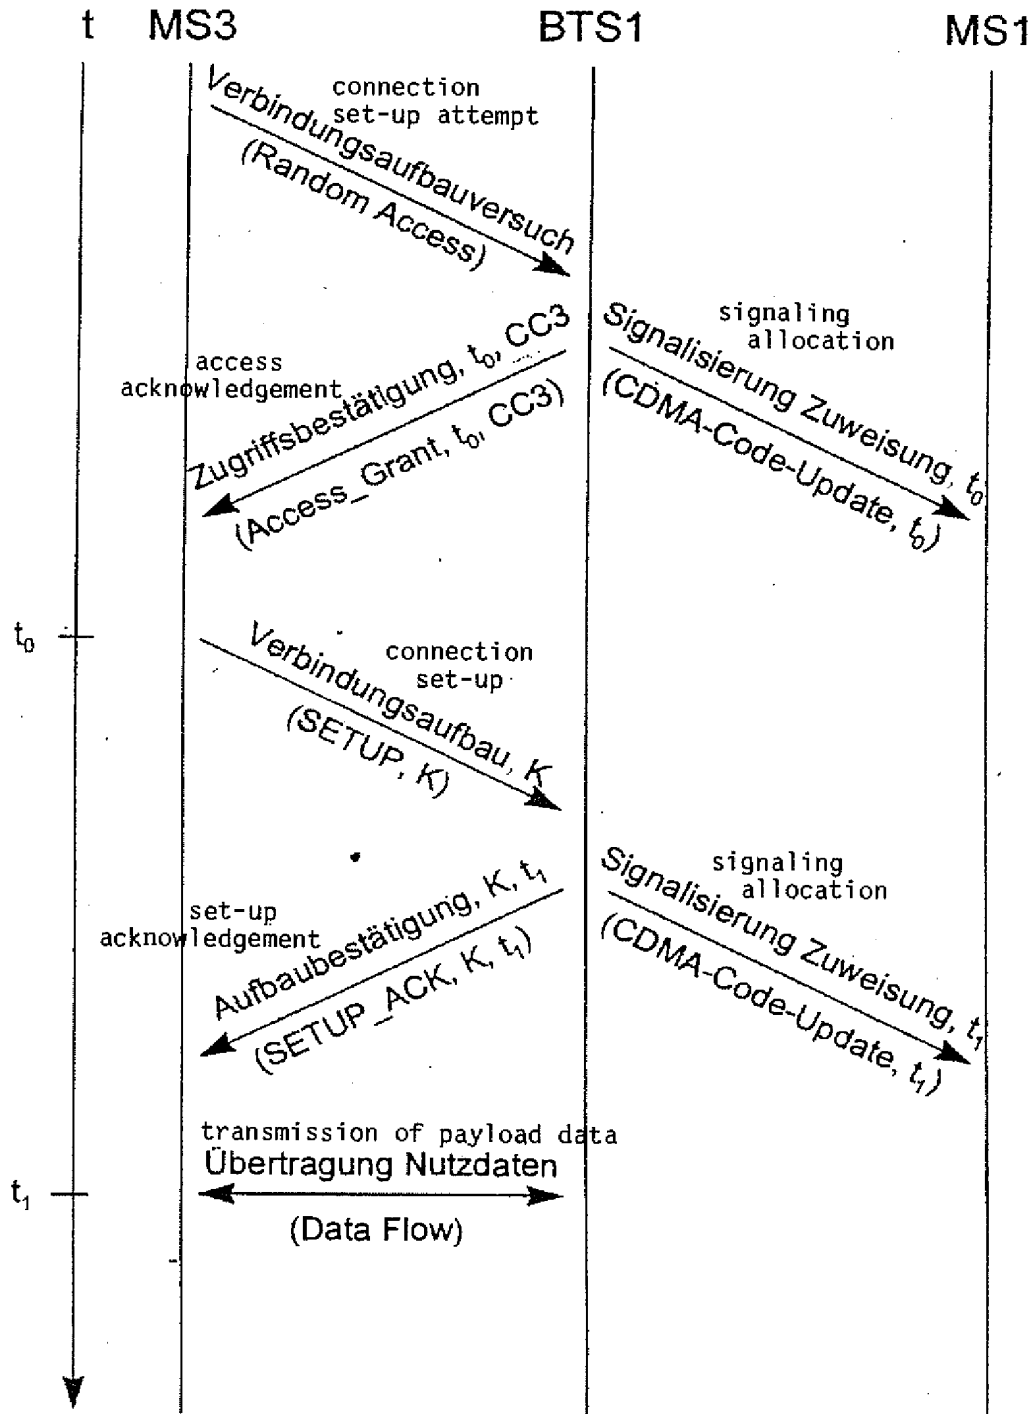 t MS3 BTS1 MS1
connection
set-up attempt
Verbindungsaufbauversuch
(Random Access)
access
acknowledgement
Zugriffsbestätigung, t0, CC3
(Access_Grant, t0, CC3)
signaling
allocation
Signalisierung Zuweisung, t0
(CDMA-Code-Update, t0)
t0
connection
set-up
Verbindungsaufbau, K
(SETUP, K)
set-up
acknowledgement
Aufbaubestätigung, K, t1
(SETUP_ACK, K, t1)
signaling
allocation
Signalisierung Zuweisung, t1
(CDMA-Code-Update, t1)
transmission of payload data
Übertragung Nutzdaten
t1
(Data Flow)